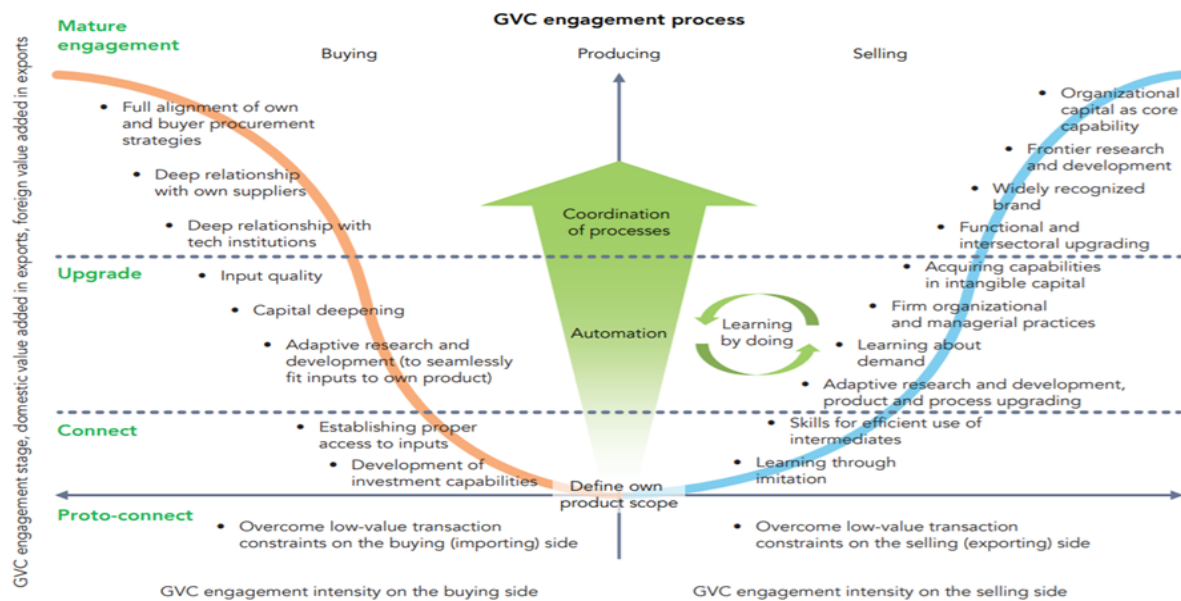 GVC engagement process
Mature
engagement
Buying
Producing
Selling
GVC engagement stage, domestic value added in exports, foreign value added in exports
• Full alignment of own
and buyer procurement
strategies
• Deep relationship
with own suppliers
• Deep relationship with
tech institutions
Coordination
of processes
• Organizational
capital as core
capability
• Frontier research
and development
• Widely recognized
brand
• Functional and
intersectoral upgrading
Upgrade
• Input quality
• Capital deepening
• Adaptive research and
development (to seamlessly
fit inputs to own product)
Automation
Learning
by doing
• Acquiring capabilities
in intangible capital
• Firm organizational
and managerial practices
• Learning about
demand
• Adaptive research and development,
product and process upgrading
Connect
• Establishing proper
access to inputs
• Development of
investment capabilities
Define own
product scope
• Skills for efficient use of
intermediates
• Learning through
imitation
Proto-connect
• Overcome low-value transaction
constraints on the buying (importing) side
• Overcome low-value transaction
constraints on the selling (exporting) side
GVC engagement intensity on the buying side
GVC engagement intensity on the selling side